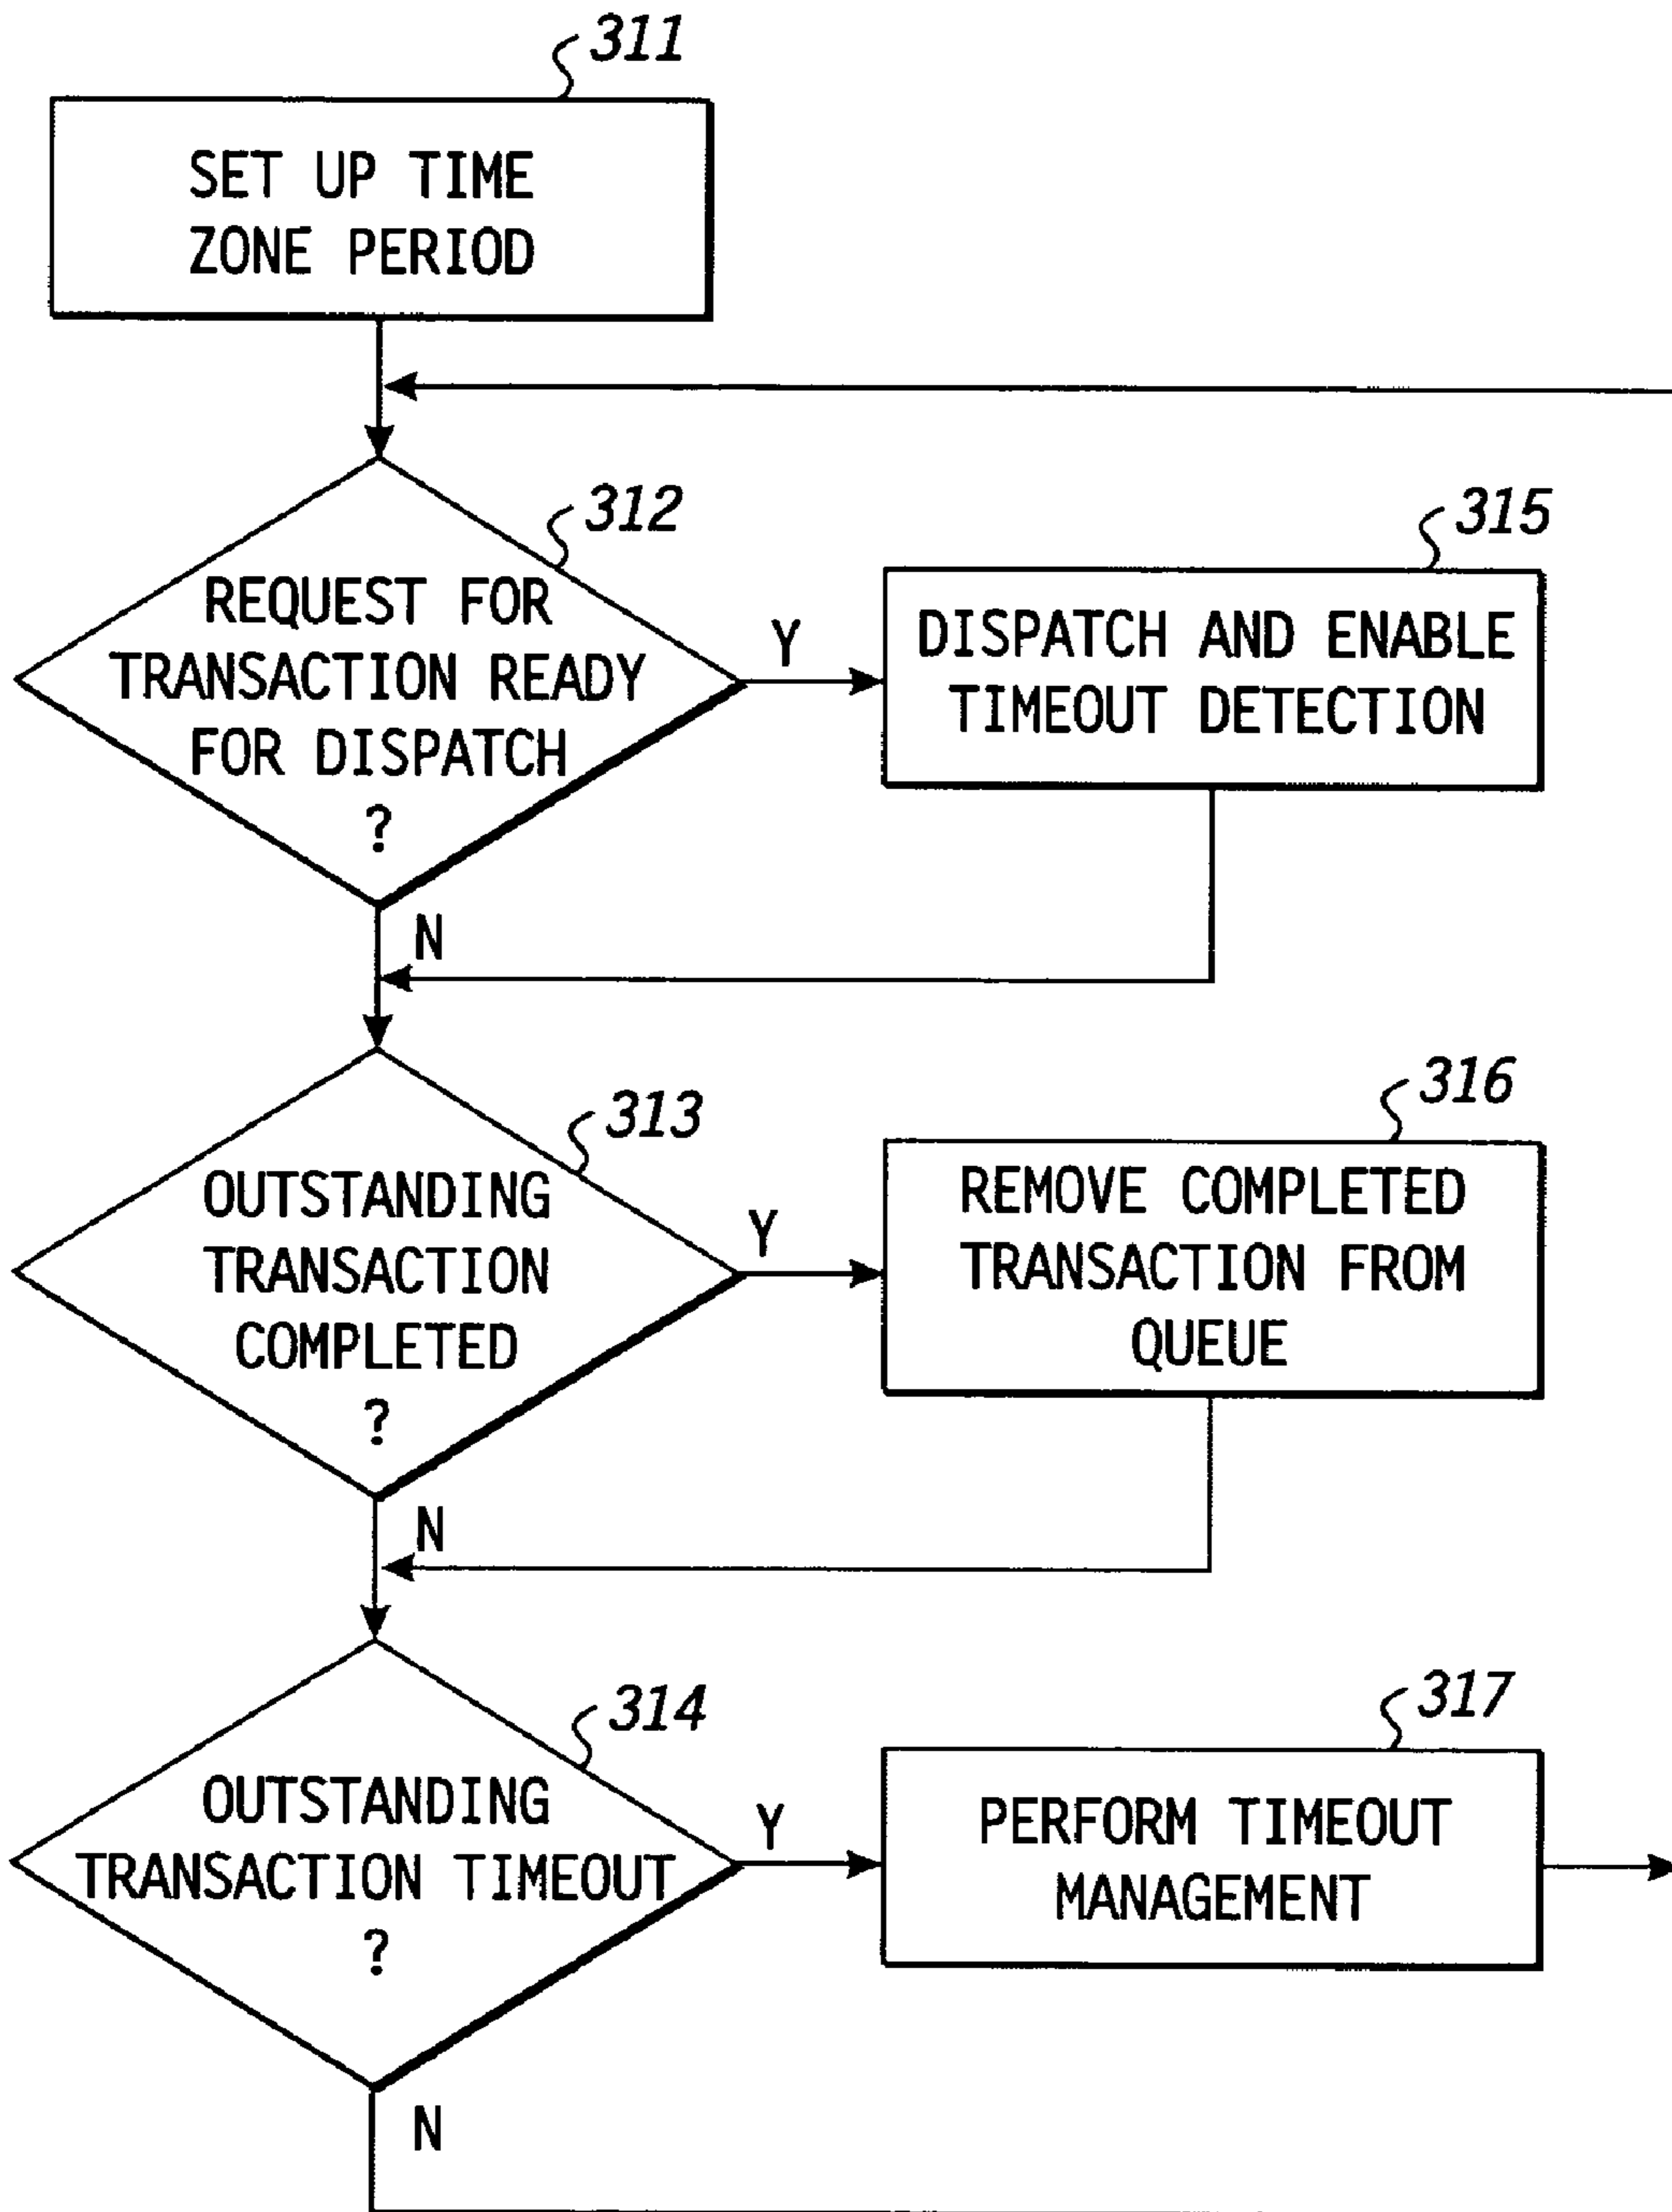 311
SET UP TIME
ZONE PERIOD
312
REQUEST FOR
TRANSACTION READY
FOR DISPATCH
?
Y
N
315
DISPATCH AND ENABLE
TIMEOUT DETECTION
313
OUTSTANDING
TRANSACTION
COMPLETED
?
Y
N
316
REMOVE COMPLETED
TRANSACTION FROM
QUEUE
314
OUTSTANDING
TRANSACTION TIMEOUT
?
Y
N
317
PERFORM TIMEOUT
MANAGEMENT